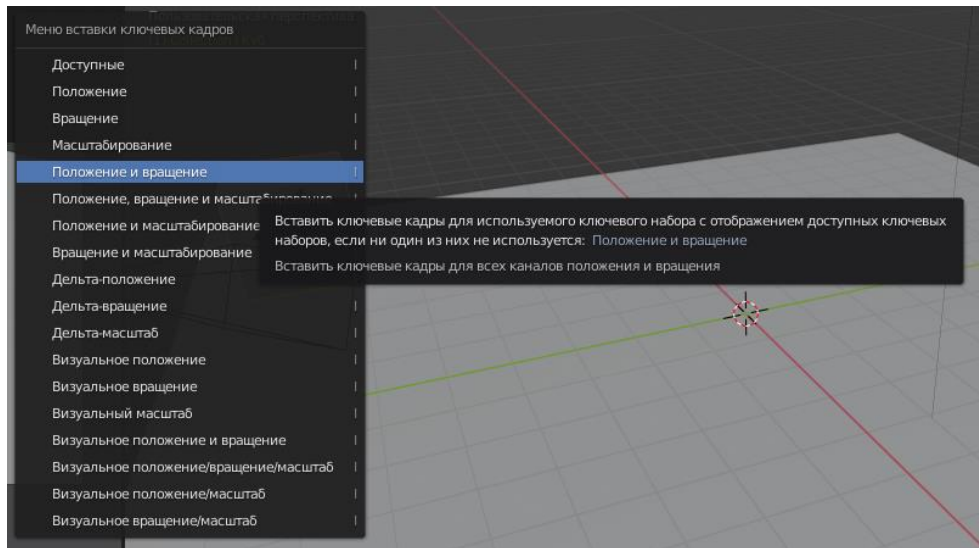 Меню вставки ключевых кадров
Доступные
Положение
Вращение
Масштабирование
Положение и вращение
Положение, вращение и масштабирование
Положение и масштабирование
Вращение и масштабирование
Дельта-положение
Дельта-вращение
Дельта-масштаб
Визуальное положение
Визуальное вращение
Визуальный масштаб
Визуальное положение и вращение
Визуальное положение/вращение/масштаб
Визуальное положение/масштаб
Визуальное вращение/масштаб
Вставить ключевые кадры для используемого ключевого набора с отображением доступных ключевых
наборов, если ни один из них не используется: Положение и вращение
Вставить ключевые кадры для всех каналов положения и вращения